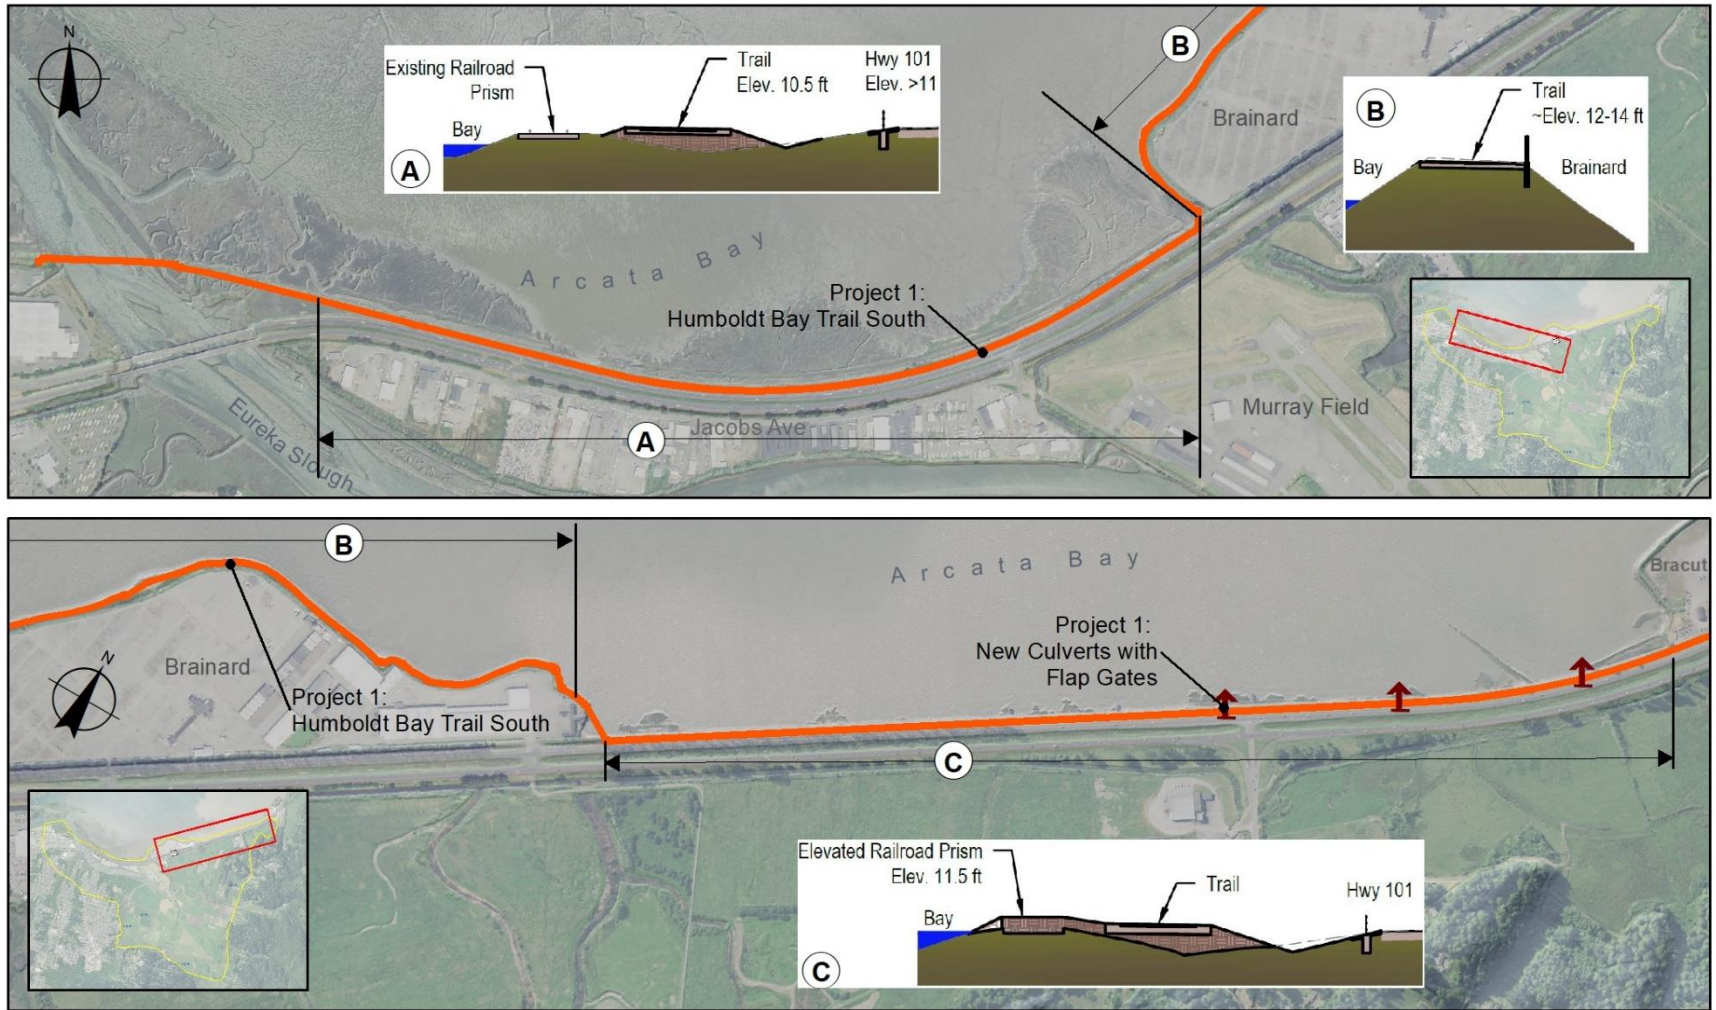 N
B
Existing Railroad
Prism
Trail
Elev. 10.5 ft
Hwy 101
Elev. >11
Bay
A
Brainard
B
Trail
~Elev. 12-14 ft
Bay
Brainard
Arcata Bay
Project 1:
Humboldt Bay Trail South
Eureka Slough
Jacobs Ave
A
Murray Field
B
Arcata Bay
Bracut
Project 1:
New Culverts with
Flap Gates
N
Brainard
Project 1:
Humboldt Bay Trail South
C
Elevated Railroad Prism
Elev. 11.5 ft
Trail
Hwy 101
Bay
C